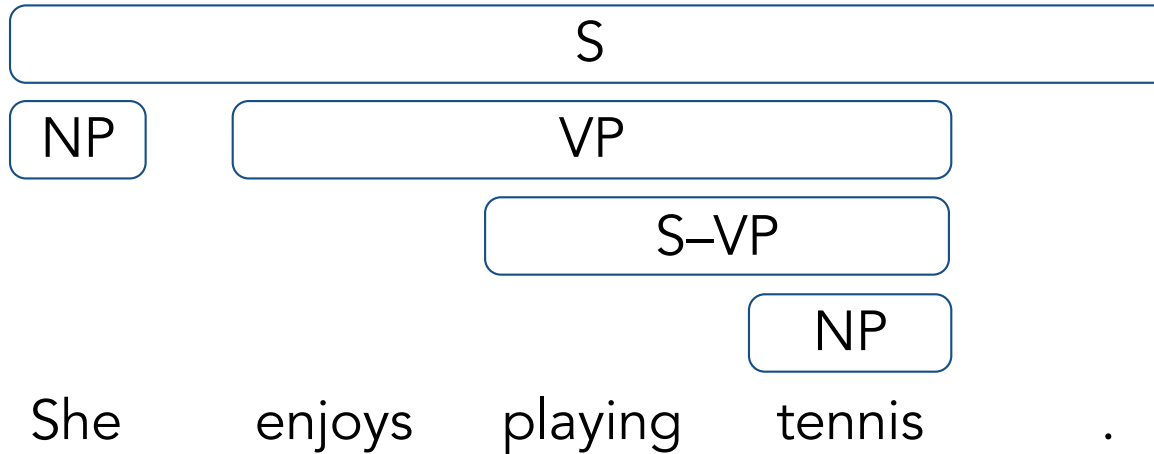 S
NP VP
S–VP
NP
She enjoys playing tennis .